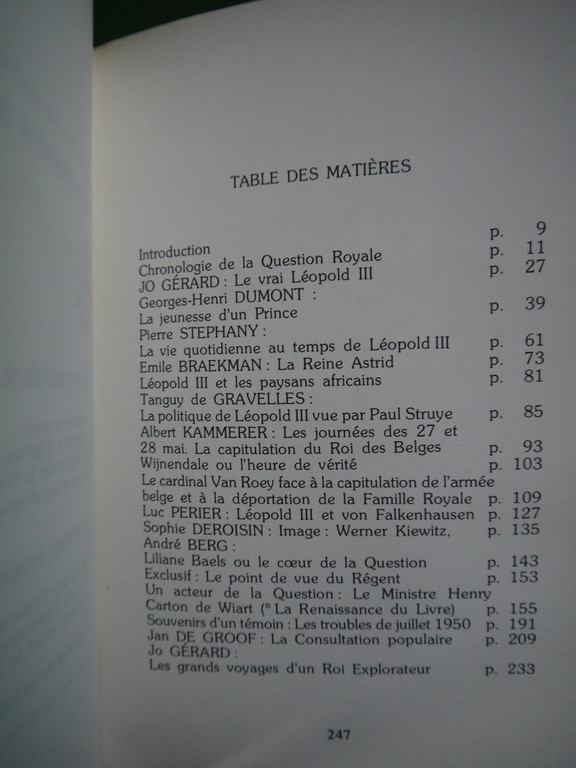 TABLE DES MATIÈRES
Introduction p. 9
Chronologie de la Question Royale p. 11
JO GÉRARD : Le vrai Léopold III p. 27
Georges-Henri DUMONT :
La jeunesse d'un Prince p. 39
Pierre STEPHANY :
La vie quotidienne au temps de Léopold III p. 61
Emile BRAEKMAN : La Reine Astrid p. 73
Léopold III et les paysans africains p. 81
Tanguy de GRAVELLES :
La politique de Léopold III vue par Paul Struye p. 85
Albert KAMMERER : Les journées des 27 et
28 mai. La capitulation du Roi des Belges p. 93
Wijnendale ou l'heure de vérité p. 103
Le cardinal Van Roey face à la capitulation de l'armée
belge et à la déportation de la Famille Royale p. 109
Luc PERIER : Léopold III et von Falkenhausen p. 127
Sophie DEROISIN : Image : Werner Kiewitz, p. 135
André BERG :
Liliane Baels ou le cœur de la Question p. 143
Exclusif : Le point de vue du Régent p. 153
Un acteur de la Question : Le Ministre Henry
Carton de Wiart (© La Renaissance du Livre) p. 155
Souvenirs d'un témoin : Les troubles de juillet 1950 p. 191
Jan DE GROOF : La Consultation populaire p. 209
Jo GÉRARD :
Les grands voyages d'un Roi Explorateur p. 233
247